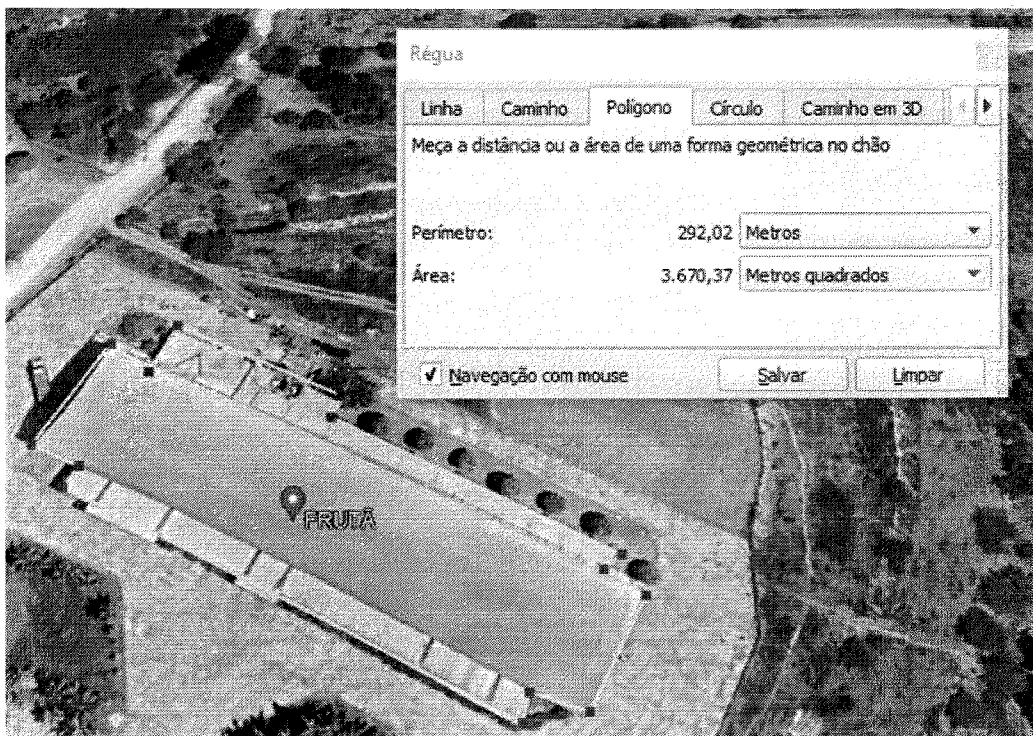 Régua
Linha Caminho Polígono Círculo Caminho em 3D
Meça a distância ou a área de uma forma geométrica no chão
Perímetro: 292,02 Metros
Área: 3.670,37 Metros quadrados
Navegação com mouse Salvar Limpar
FRUTÃ